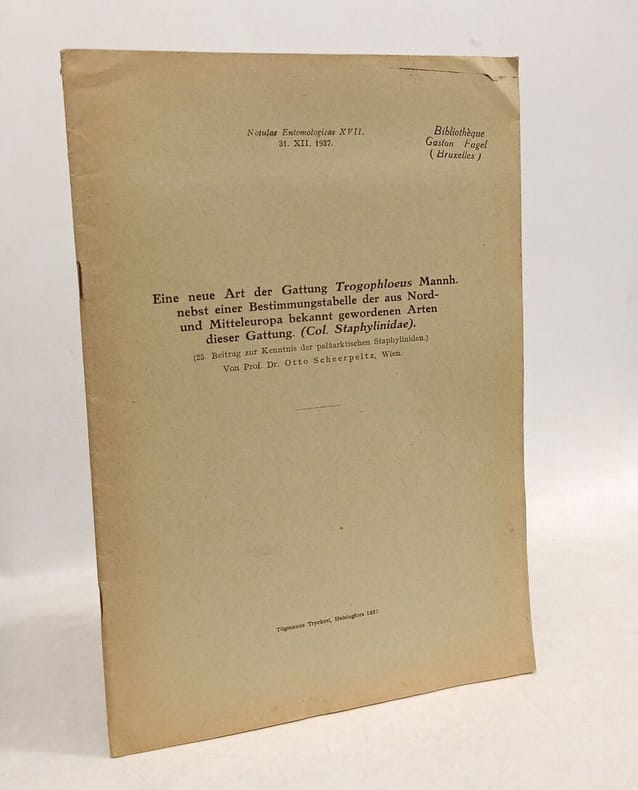 Notulae Entomologicae XVII.
31. XII. 1937.
Bibliothèque
Gaston Fagel
(Bruxelles)
Eine neue Art der Gattung Trogophloeus Mannh.
nebst einer Bestimmungstabelle der aus Nord-
und Mitteleuropa bekannt gewordenen Arten
dieser Gattung. (Col. Staphylinidae).
(25. Beitrag zur Kenntnis der paläarktischen Staphyliniden.)
Von Prof. Dr. Otto Scheerpeltz, Wien.
Tilgmanns Tryckeri, Helsingfors 1937